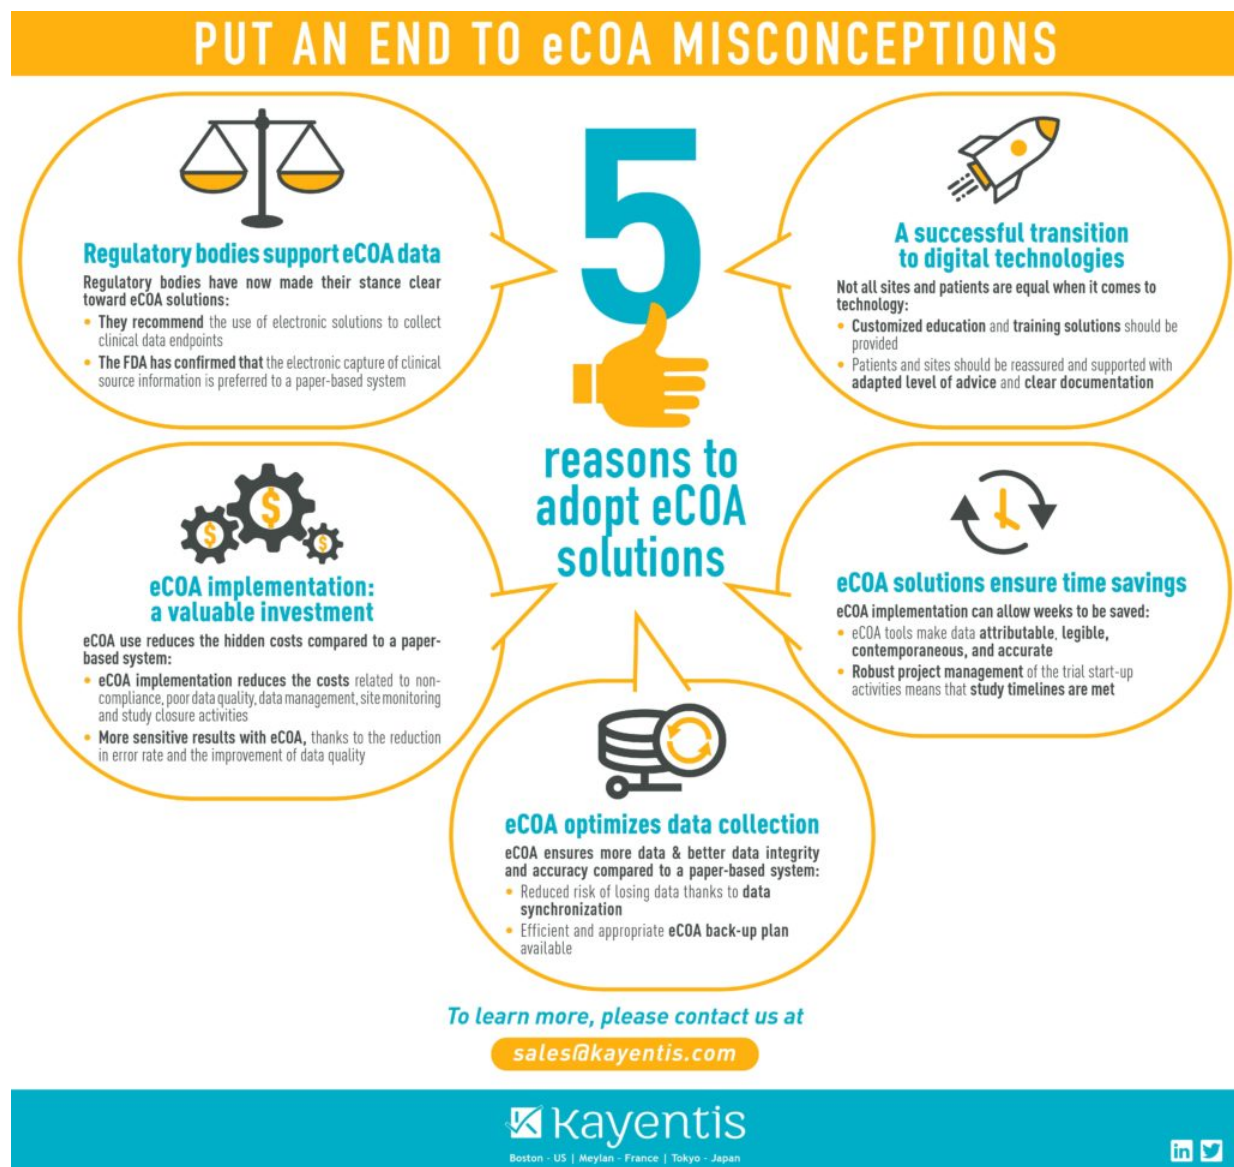 PUT AN END TO eCOA MISCONCEPTIONS
5
reasons to
adopt eCOA
solutions
Regulatory bodies support eCOA data
Regulatory bodies have now made their stance clear
toward eCOA solutions:
• They recommend the use of electronic solutions to collect
clinical data endpoints
• The FDA has confirmed that the electronic capture of clinical
source information is preferred to a paper-based system
A successful transition
to digital technologies
Not all sites and patients are equal when it comes to
technology:
• Customized education and training solutions should be
provided
• Patients and sites should be reassured and supported with
adapted level of advice and clear documentation
$
$
$
eCOA implementation:
a valuable investment
eCOA use reduces the hidden costs compared to a paper-
based system:
• eCOA implementation reduces the costs related to non-
compliance, poor data quality, data management, site monitoring
and study closure activities
• More sensitive results with eCOA, thanks to the reduction
in error rate and the improvement of data quality
eCOA solutions ensure time savings
eCOA implementation can allow weeks to be saved:
• eCOA tools make data attributable, legible,
contemporaneous, and accurate
• Robust project management of the trial start-up
activities means that study timelines are met
eCOA optimizes data collection
eCOA ensures more data & better data integrity
and accuracy compared to a paper-based system:
• Reduced risk of losing data thanks to data
synchronization
• Efficient and appropriate eCOA back-up plan
available
To learn more, please contact us at
sales@kayentis.com
kayentis
Boston - US | Meylan - France | Tokyo - Japan
in